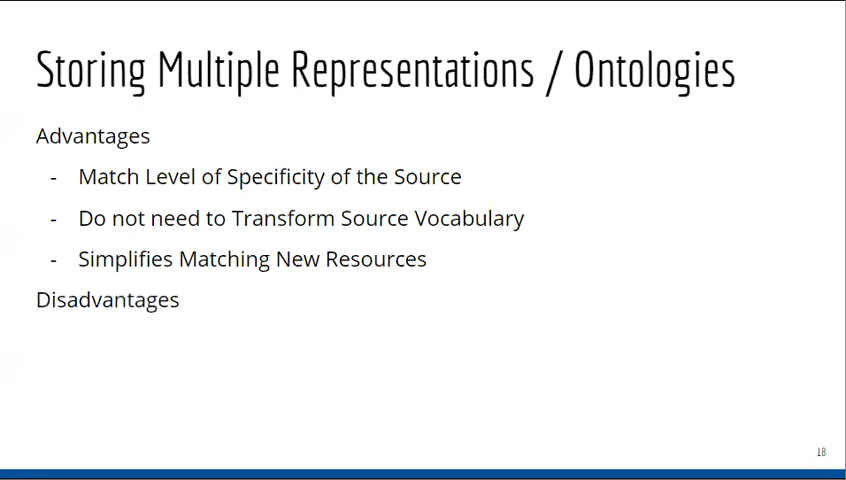 Storing Multiple Representations / Ontologies
Advantages
- Match Level of Specificity of the Source
- Do not need to Transform Source Vocabulary
- Simplifies Matching New Resources
Disadvantages
18